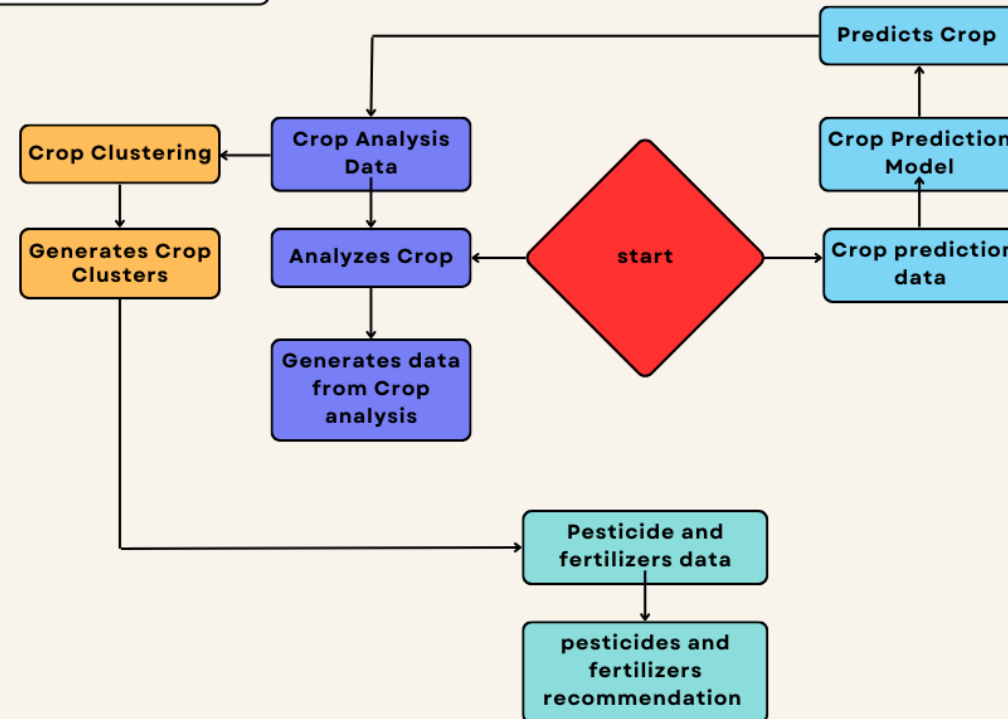 Predicts Crop
Crop Analysis
Data
Crop Clustering
Crop Prediction
Model
Generates Crop
Clusters
Analyzes Crop
start
Crop prediction
data
Generates data
from Crop
analysis
Pesticide and
fertilizers data
pesticides and
fertilizers
recommendation